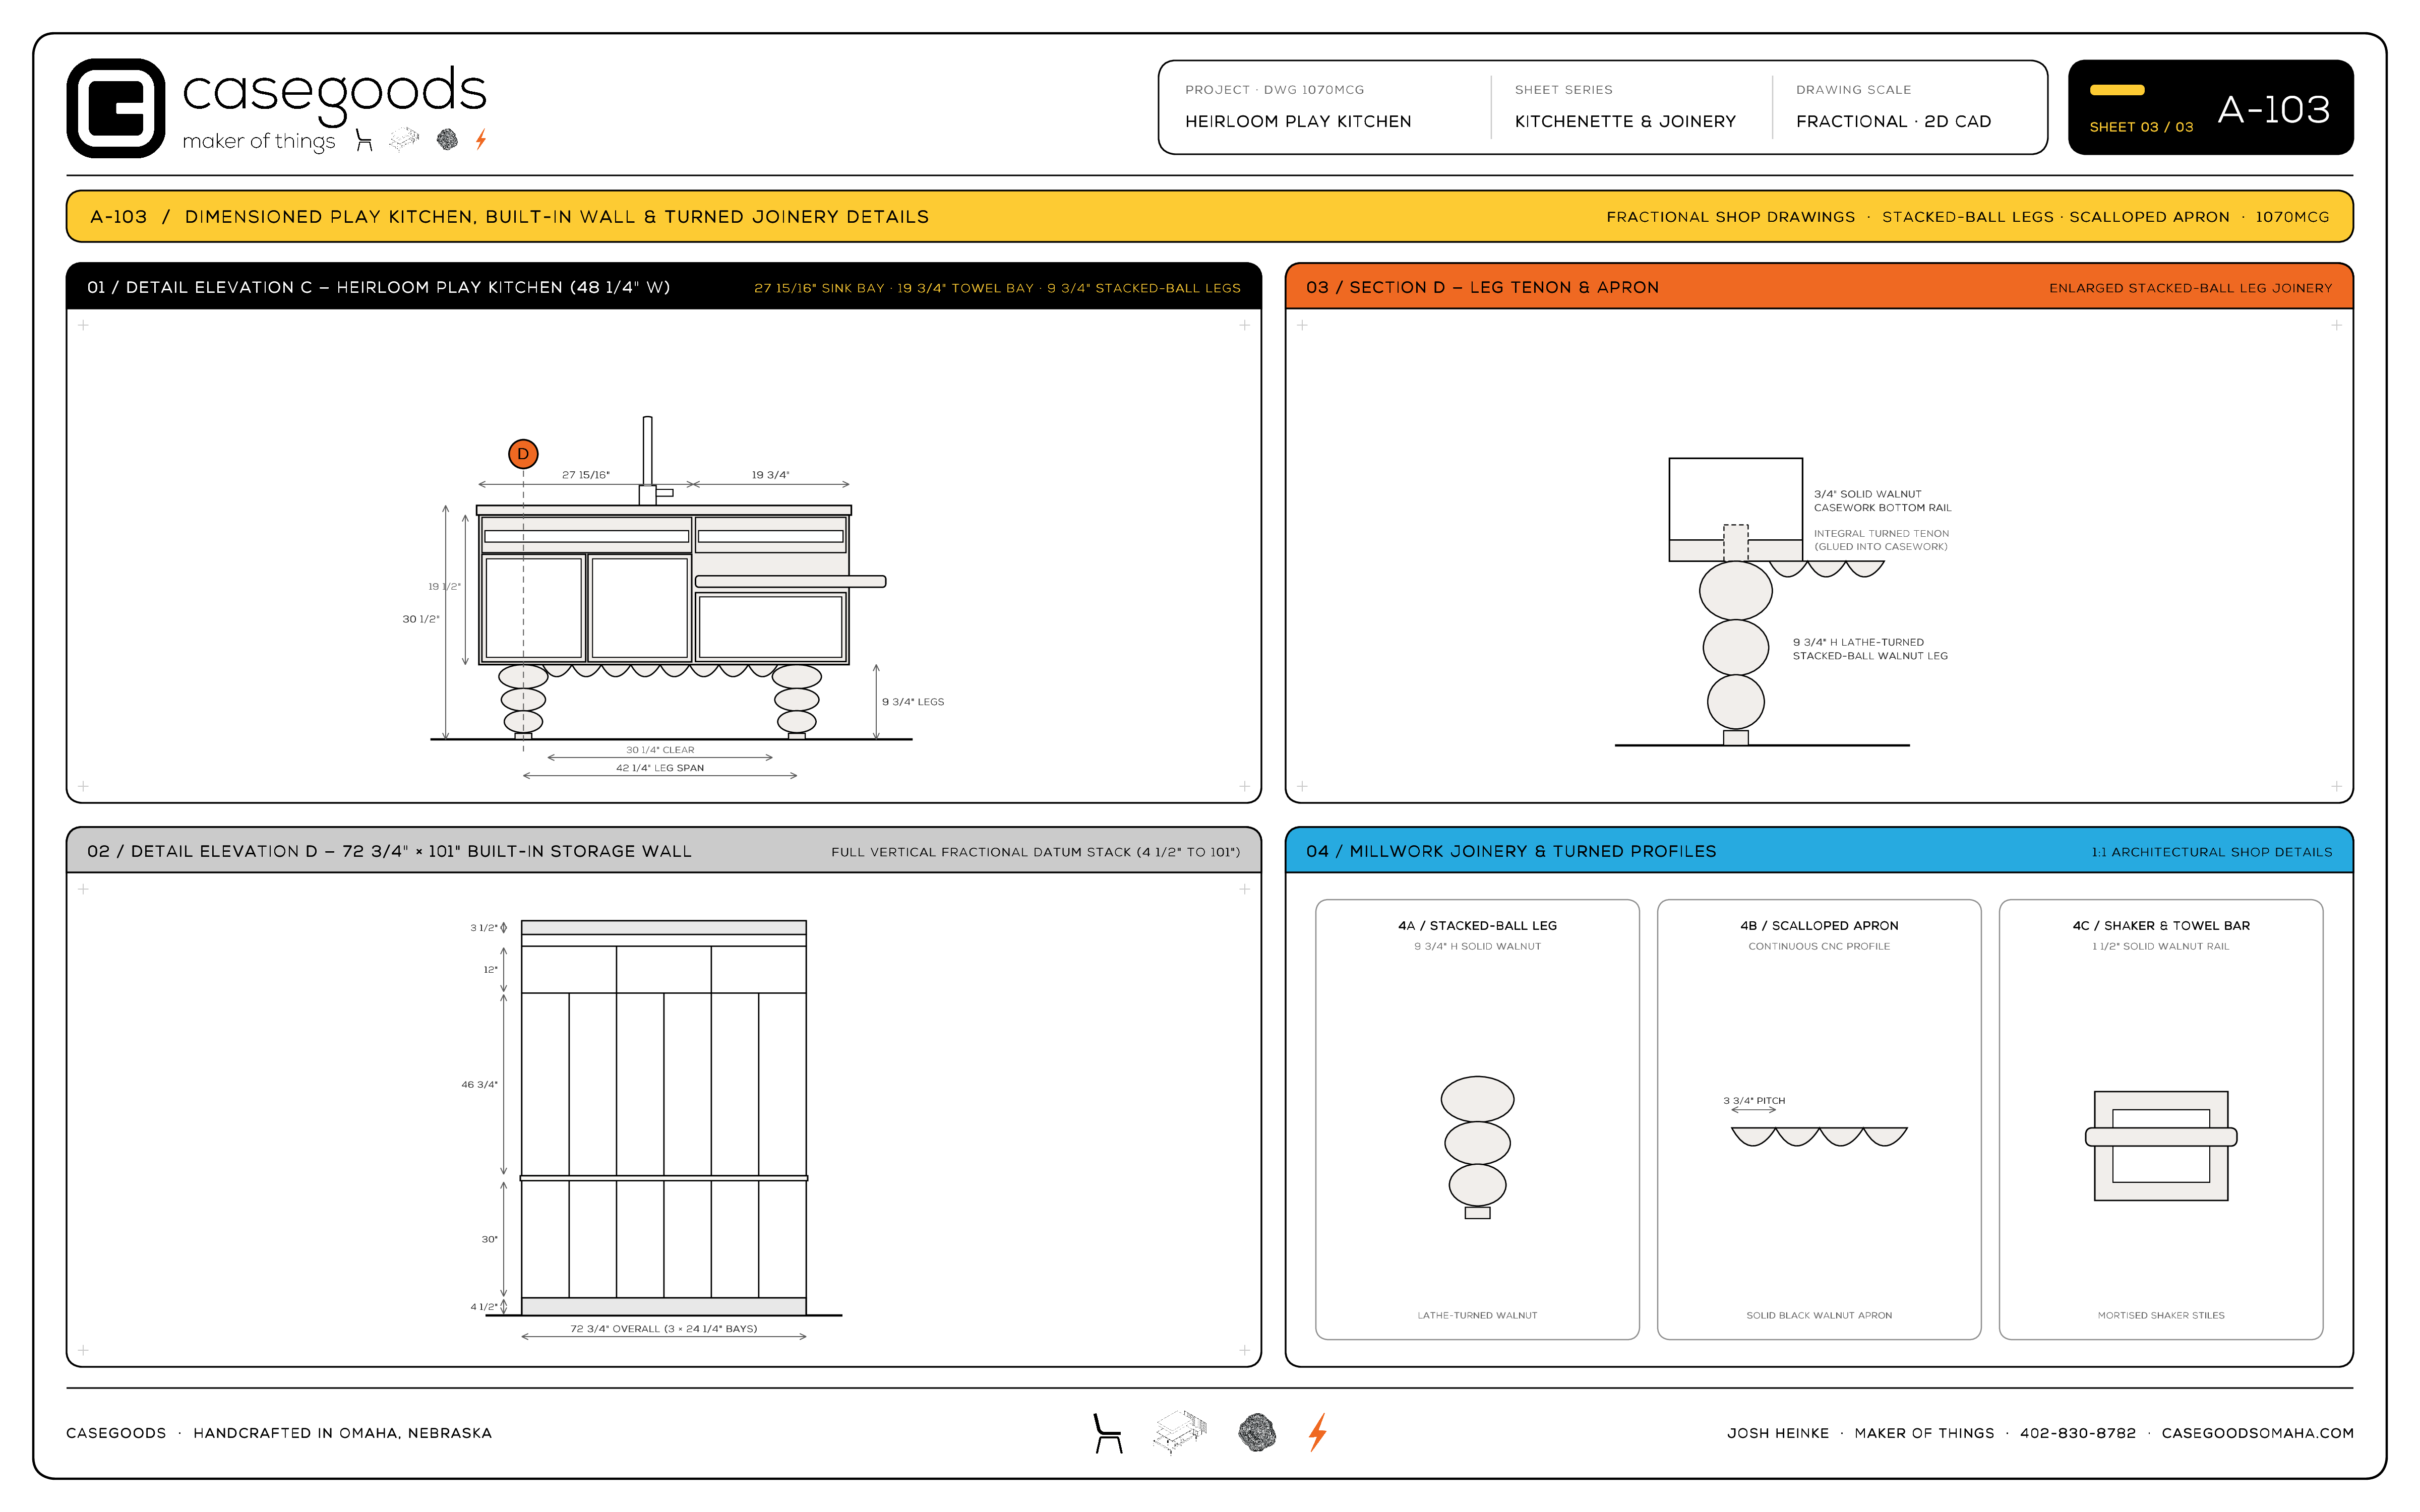 casegoods
maker of things
PROJECT · DWG 1070MCG
HEIRLOOM PLAY KITCHEN
SHEET SERIES
KITCHENETTE & JOINERY
DRAWING SCALE
FRACTIONAL · 2D CAD
SHEET 03 / 03
A-103
A-103 / DIMENSIONED PLAY KITCHEN, BUILT-IN WALL & TURNED JOINERY DETAILS
FRACTIONAL SHOP DRAWINGS · STACKED-BALL LEGS · SCALLOPED APRON · 1070MCG
01 / DETAIL ELEVATION C – HEIRLOOM PLAY KITCHEN (48 1/4" W)
27 15/16" SINK BAY · 19 3/4" TOWEL BAY · 9 3/4" STACKED-BALL LEGS
D
27 15/16"
19 3/4"
19 1/2"
30 1/2"
9 3/4" LEGS
30 1/4" CLEAR
42 1/4" LEG SPAN
03 / SECTION D – LEG TENON & APRON
ENLARGED STACKED-BALL LEG JOINERY
3/4" SOLID WALNUT
CASEWORK BOTTOM RAIL
INTEGRAL TURNED TENON
(GLUED INTO CASEWORK)
9 3/4" H LATHE-TURNED
STACKED-BALL WALNUT LEG
02 / DETAIL ELEVATION D – 72 3/4" × 101" BUILT-IN STORAGE WALL
FULL VERTICAL FRACTIONAL DATUM STACK (4 1/2" TO 101")
3 1/2"
12"
46 3/4"
30"
4 1/2"
72 3/4" OVERALL (3 × 24 1/4" BAYS)
04 / MILLWORK JOINERY & TURNED PROFILES
1:1 ARCHITECTURAL SHOP DETAILS
4A / STACKED-BALL LEG
9 3/4" H SOLID WALNUT
LATHE-TURNED WALNUT
4B / SCALLOPED APRON
CONTINUOUS CNC PROFILE
3 3/4" PITCH
SOLID BLACK WALNUT APRON
4C / SHAKER & TOWEL BAR
1 1/2" SOLID WALNUT RAIL
MORTISED SHAKER STILES
CASEGOODS · HANDCRAFTED IN OMAHA, NEBRASKA
JOSH HEINKE · MAKER OF THINGS · 402-830-8782 · CASEGOODSOMAHA.COM